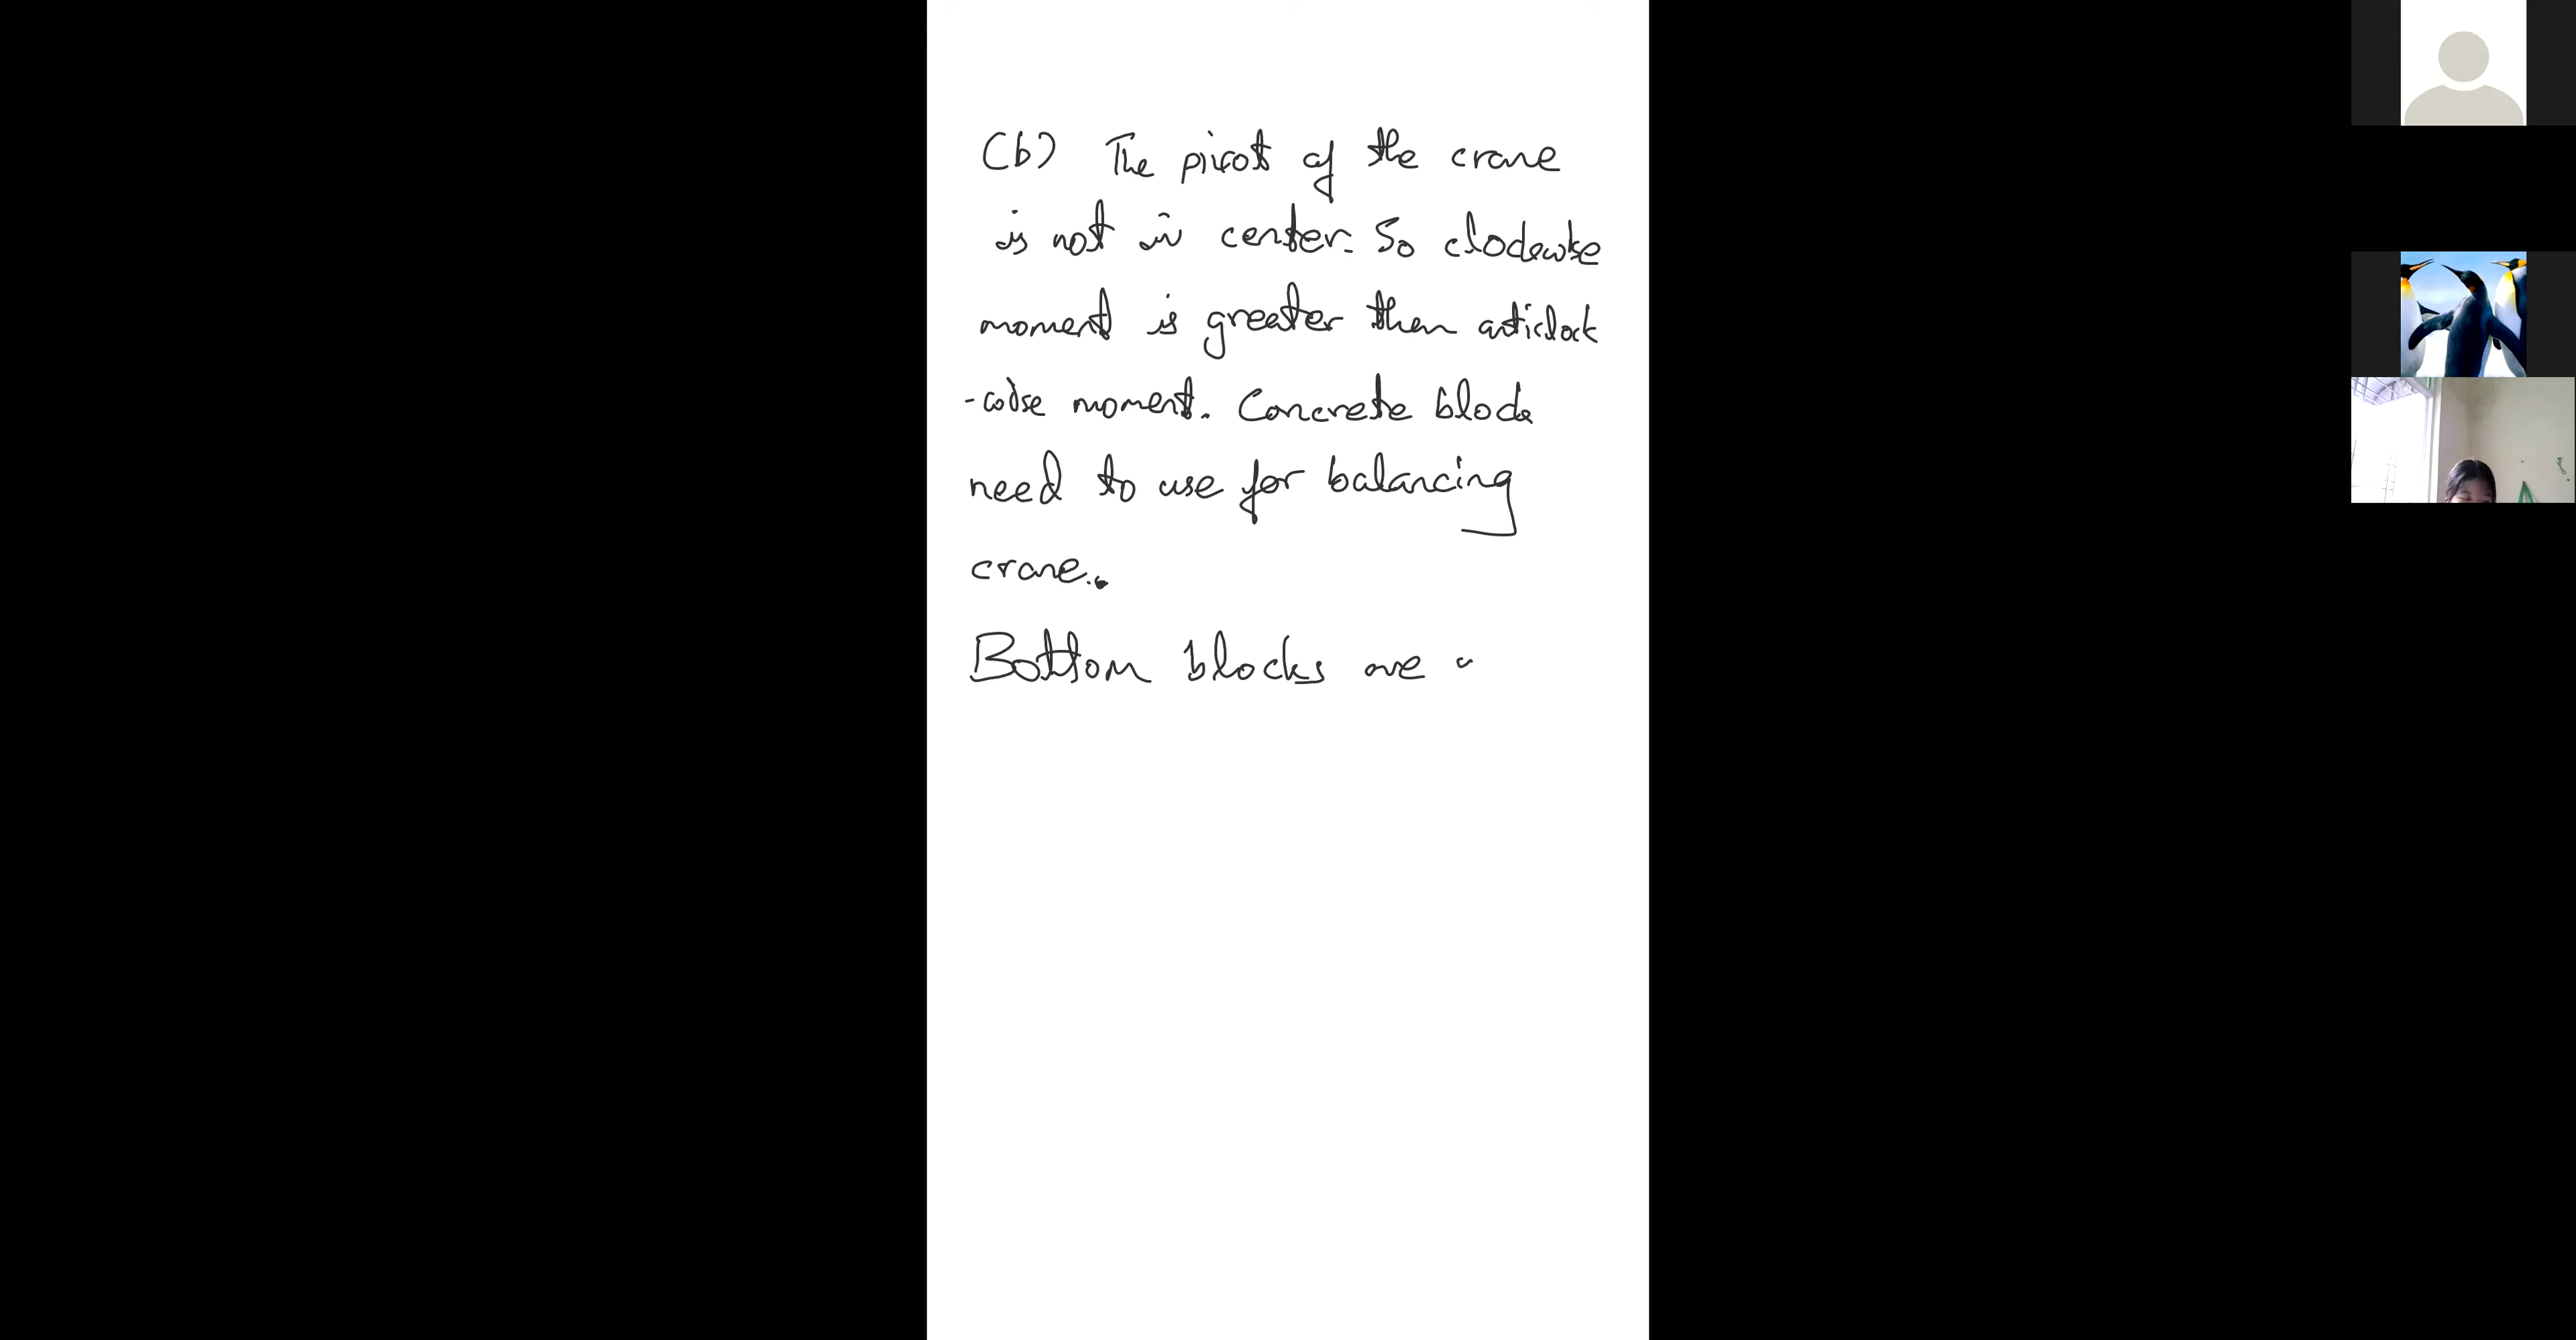 (b) The pivot of the crane
is not in center. So clockwise
moment is greater then anticlock
-wise moment. Concrete block
need to use for balancing
crane.
Bottom blocks are